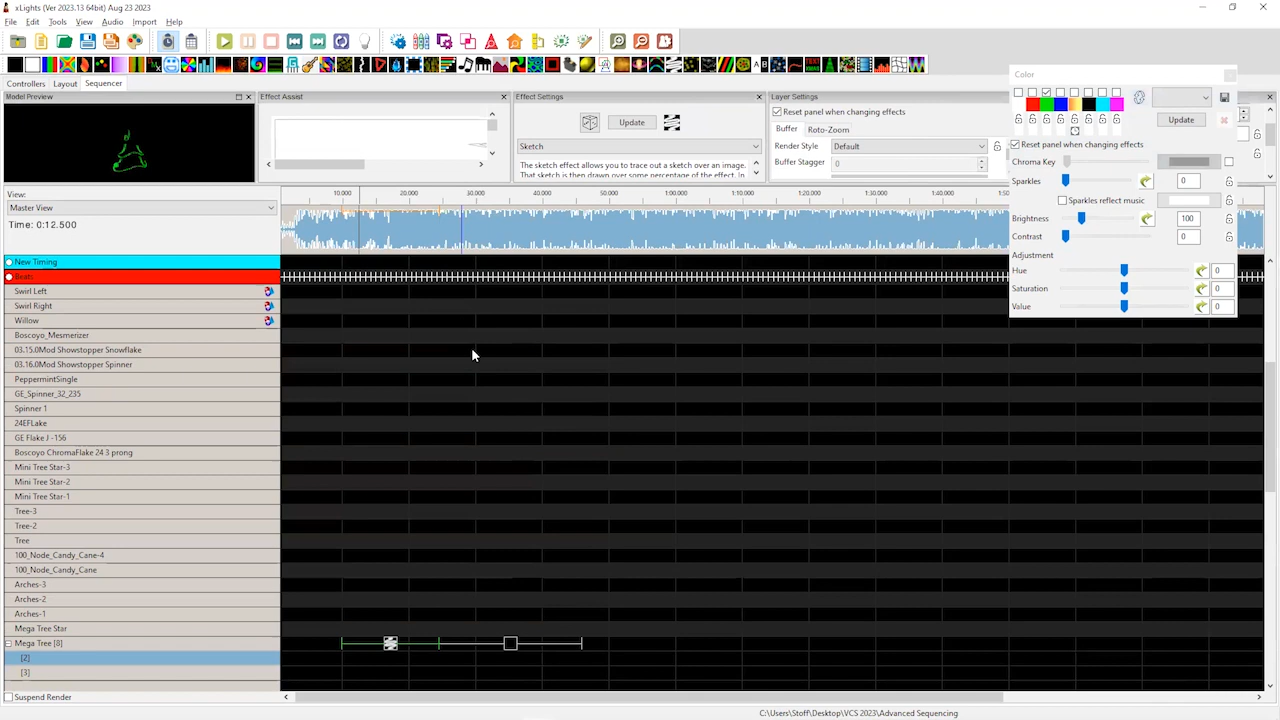 xLights (Ver 2023.13 64bit) Aug 23 2023
File Edit Tools View Audio Import Help
Controllers Layout Sequencer
Model Preview
Effect Assist
Effect Settings
Update
Sketch
The sketch effect allows you to trace out a sketch over an image.
That sketch is then drawn over some percentage of the effect. In
Layer Settings
Reset panel when changing effects
Buffer Roto-Zoom
Render Style Default
Buffer Stagger 0
Color
Update
Reset panel when changing effects
Chroma Key
Sparkles 0
Sparkles reflect music
Brightness 100
Contrast 0
Adjustment
Hue 0
Saturation 0
Value 0
View:
Master View
Time: 0:12.500
10.000 20.000 30.000 40.000 50.000 1:00.000 1:10.000 1:20.000 1:30.000 1:40.000
New Timing
Beats
Swirl Left
Swirl Right
Willow
Boscoyo_Mesmerizer
03.15.0Mod Showstopper Snowflake
03.16.0Mod Showstopper Spinner
PeppermintSingle
GE_Spinner_32_235
Spinner 1
24EFLake
GE Flake J -156
Boscoyo ChromaFlake 24 3 prong
Mini Tree Star-3
Mini Tree Star-2
Mini Tree Star-1
Tree-3
Tree-2
Tree
100_Node_Candy_Cane-4
100_Node_Candy_Cane
Arches-3
Arches-2
Arches-1
Mega Tree Star
Mega Tree [8]
[2]
[3]
Suspend Render
C:\Users\Stoff\Desktop\VCS 2023\Advanced Sequencing